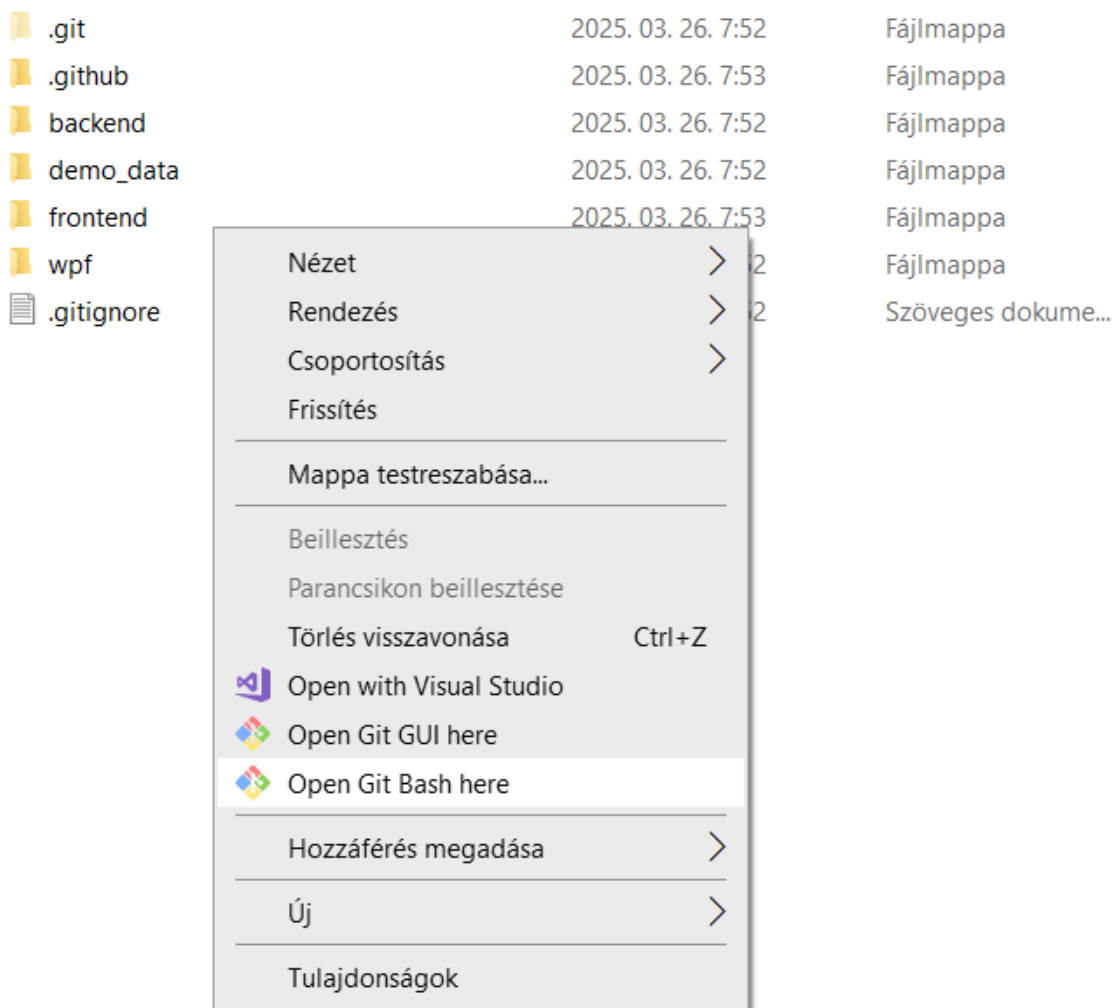 .git 2025. 03. 26. 7:52 Fájlmappa
.github 2025. 03. 26. 7:53 Fájlmappa
backend 2025. 03. 26. 7:52 Fájlmappa
demo_data 2025. 03. 26. 7:52 Fájlmappa
frontend 2025. 03. 26. 7:53 Fájlmappa
wpf 2 Fájlmappa
.gitignore 2 Szöveges dokume...
Nézet
Rendezés
Csoportosítás
Frissítés
Mappa testreszabása...
Beillesztés
Parancsikon beillesztése
Törlés visszavonása Ctrl+Z
Open with Visual Studio
Open Git GUI here
Open Git Bash here
Hozzáférés megadása
Új
Tulajdonságok